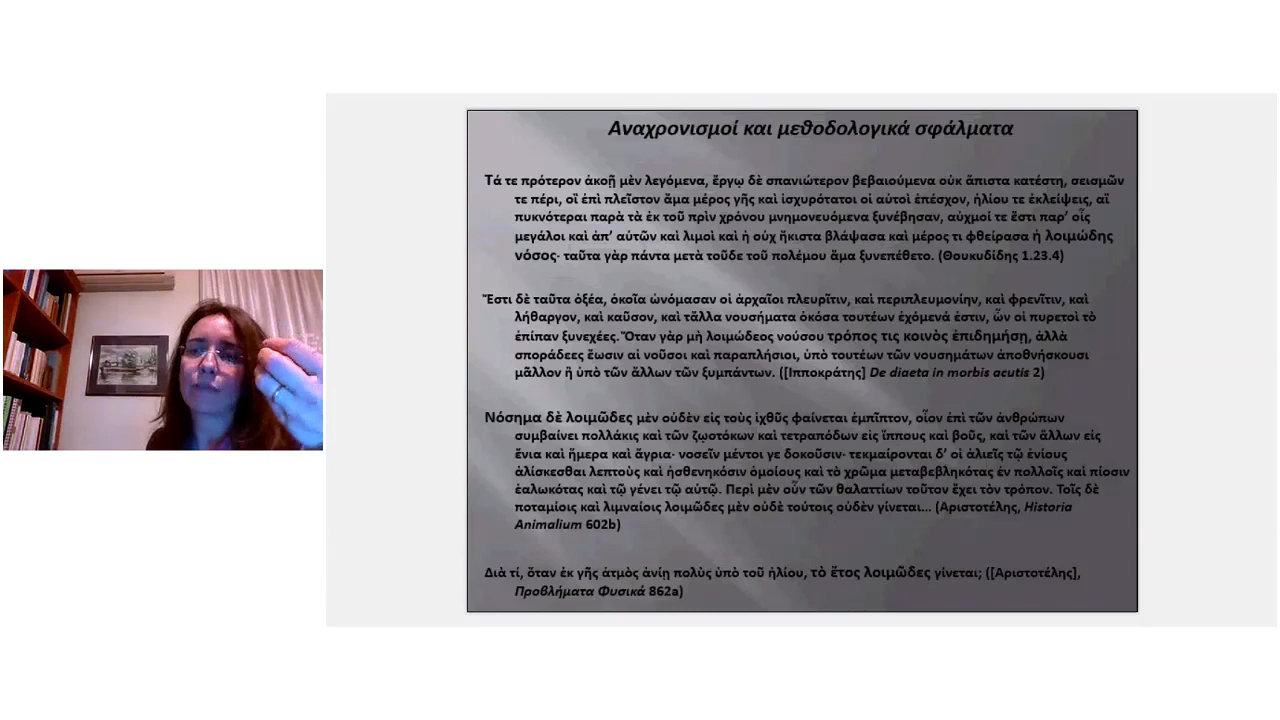 Αναχρονισμοί και μεθοδολογικά σφάλματα
Τά τε πρότερον ἀκοῇ μὲν λεγόμενα, ἔργῳ δὲ σπανιώτερον βεβαιούμενα οὐκ ἄπιστα κατέστη, σεισμῶν
τε πέρι, οἳ ἐπὶ πλεῖστον ἅμα μέρος γῆς καὶ ἰσχυρότατοι οἱ αὐτοὶ ἐπέσχον, ἡλίου τε ἐκλείψεις, αἳ
πυκνότεραι παρὰ τὰ ἐκ τοῦ πρὶν χρόνου μνημονευόμενα ξυνέβησαν, αὐχμοί τε ἔστι παρ’ οἷς
μεγάλοι καὶ ἀπ’ αὐτῶν καὶ λιμοὶ καὶ ἡ οὐχ ἥκιστα βλάψασα καὶ μέρος τι φθείρασα ἡ λοιμώδης
νόσος· ταῦτα γὰρ πάντα μετὰ τοῦδε τοῦ πολέμου ἅμα ξυνεπέθετο. (Θουκυδίδης 1.23.4)
Ἔστι δὲ ταῦτα ὀξέα, ὁκοῖα ὠνόμασαν οἱ ἀρχαῖοι πλευρῖτιν, καὶ περιπλευμονίην, καὶ φρενῖτιν, καὶ
λήθαργον, καὶ καῦσον, καὶ τἄλλα νουσήματα ὁκόσα τουτέων ἐχόμενά ἐστιν, ὧν οἱ πυρετοὶ τὸ
ἐπίπαν ξυνεχέες. Ὅταν γὰρ μὴ λοιμώδεος νούσου τρόπος τις κοινὸς ἐπιδημήσῃ, ἀλλὰ
σποράδεες ἔωσιν αἱ νοῦσοι καὶ παραπλήσιοι, ὑπὸ τουτέων τῶν νουσημάτων ἀποθνήσκουσι
μᾶλλον ἢ ὑπὸ τῶν ἄλλων τῶν ξυμπάντων. ([Ιπποκράτης] De diaeta in morbis acutis 2)
Νόσημα δὲ λοιμῶδες μὲν οὐδὲν εἰς τοὺς ἰχθῦς φαίνεται ἐμπῖπτον, οἷον ἐπὶ τῶν ἀνθρώπων
συμβαίνει πολλάκις καὶ τῶν ζῳοτόκων καὶ τετραπόδων εἰς ἵππους καὶ βοῦς, καὶ τῶν ἄλλων εἰς
ἔνια καὶ ἥμερα καὶ ἄγρια· νοσεῖν μέντοι γε δοκοῦσιν· τεκμαίρονται δ’ οἱ ἁλιεῖς τῷ ἐνίους
ἁλίσκεσθαι λεπτοὺς καὶ ἠσθενηκόσιν ὁμοίους καὶ τὸ χρῶμα μεταβεβληκότας ἐν πολλοῖς καὶ πίοσιν
ἑαλωκότας καὶ τῷ γένει τῷ αὐτῷ. Περὶ μὲν οὖν τῶν θαλαττίων τοῦτον ἔχει τὸν τρόπον. Τοῖς δὲ
ποταμίοις καὶ λιμναίοις λοιμῶδες μὲν οὐδὲ τούτοις οὐδὲν γίνεται... (Αριστοτέλης, Historia
Animalium 602b)
Διὰ τί, ὅταν ἐκ γῆς ἀτμὸς ἀνίῃ πολὺς ὑπὸ τοῦ ἡλίου, τὸ ἔτος λοιμῶδες γίνεται; ([Αριστοτέλης],
Προβλήματα Φυσικά 862a)